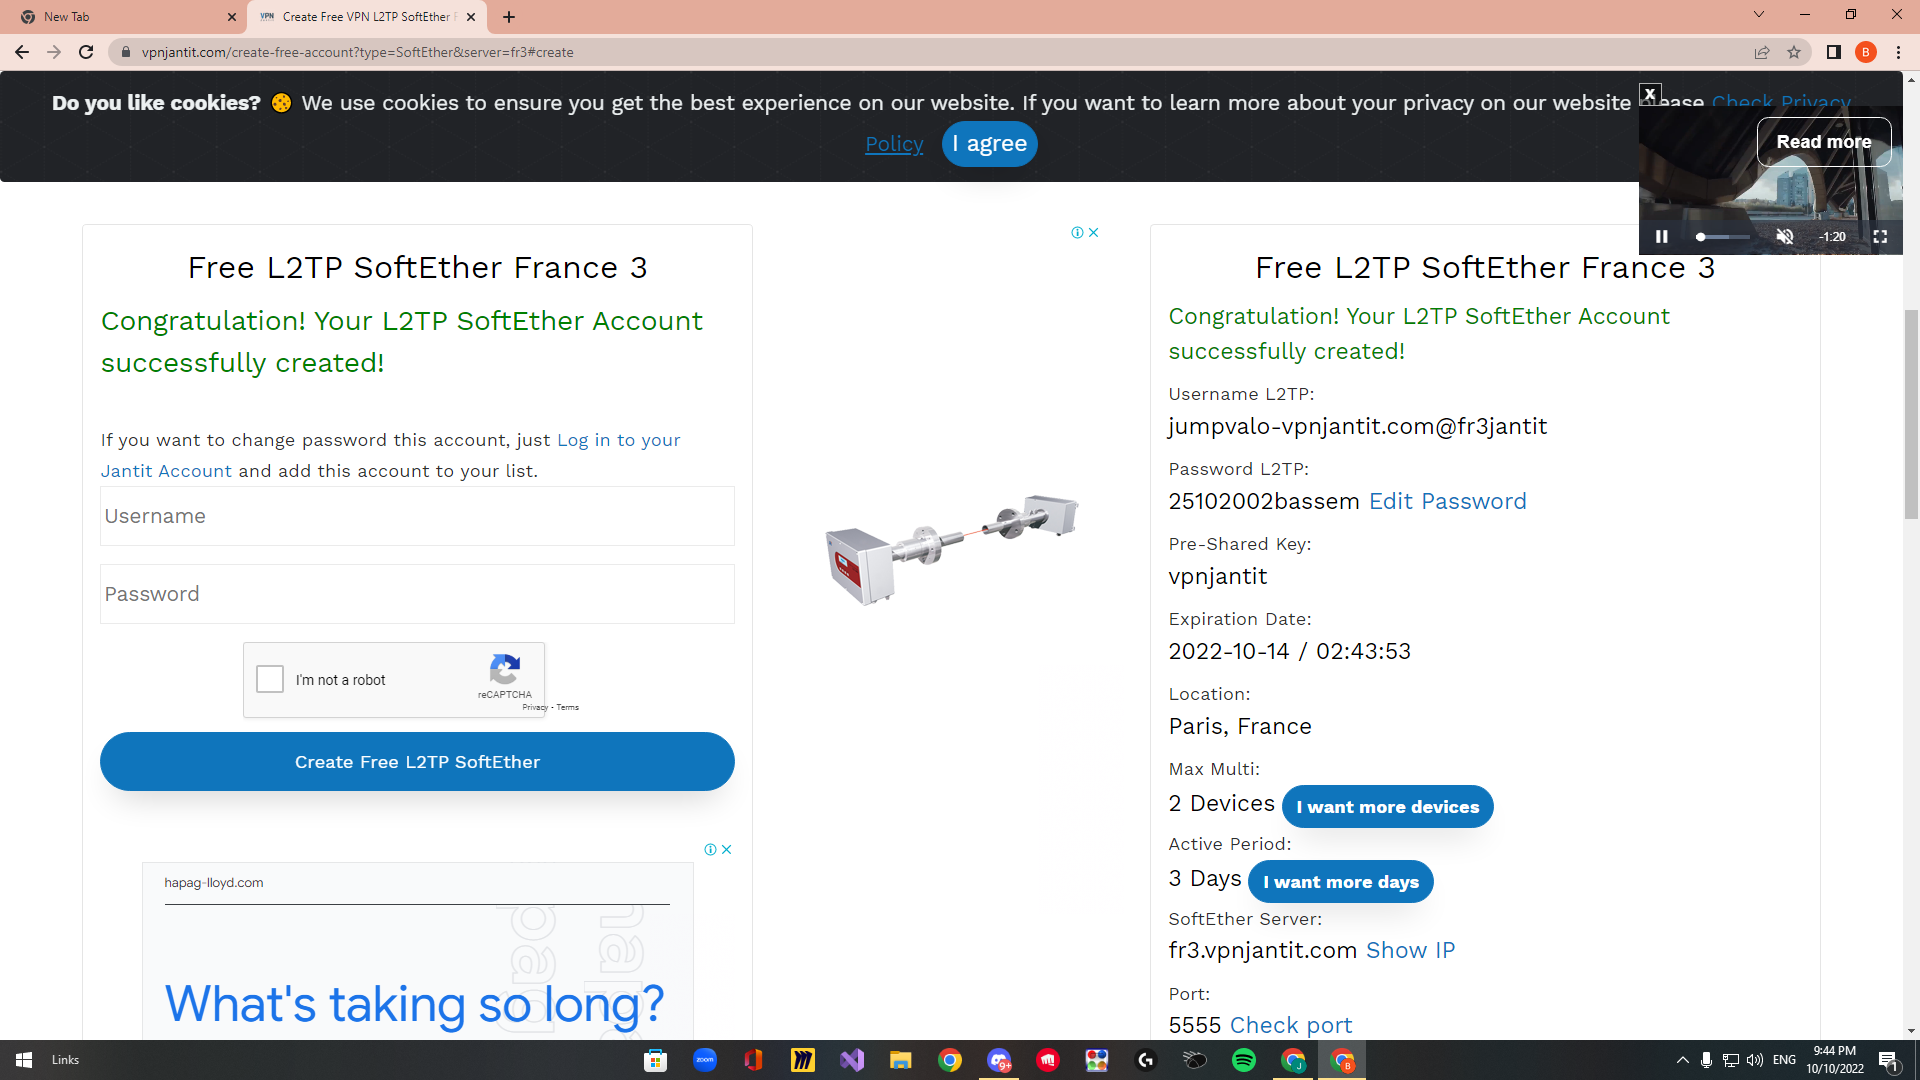 New Tab
VPN Create Free VPN L2TP SoftEther F
vpnjantit.com/create-free-account?type=SoftEther&server=fr3#create
B
Do you like cookies? 🍪 We use cookies to ensure you get the best experience on our website. If you want to learn more about your privacy on our website please Check Privacy
Policy I agree
X
Read more
-1:20
Free L2TP SoftEther France 3
Congratulation! Your L2TP SoftEther Account
successfully created!
If you want to change password this account, just Log in to your
Jantit Account and add this account to your list.
Username
Password
I'm not a robot
reCAPTCHA
Privacy - Terms
Create Free L2TP SoftEther
hapag-lloyd.com
What's taking so long?
Free L2TP SoftEther France 3
Congratulation! Your L2TP SoftEther Account
successfully created!
Username L2TP:
jumpvalo-vpnjantit.com@fr3jantit
Password L2TP:
25102002bassem Edit Password
Pre-Shared Key:
vpnjantit
Expiration Date:
2022-10-14 / 02:43:53
Location:
Paris, France
Max Multi:
2 Devices I want more devices
Active Period:
3 Days I want more days
SoftEther Server:
fr3.vpnjantit.com Show IP
Port:
5555 Check port
Links
zoom
9+
J
B
ENG
9:44 PM
10/10/2022
1